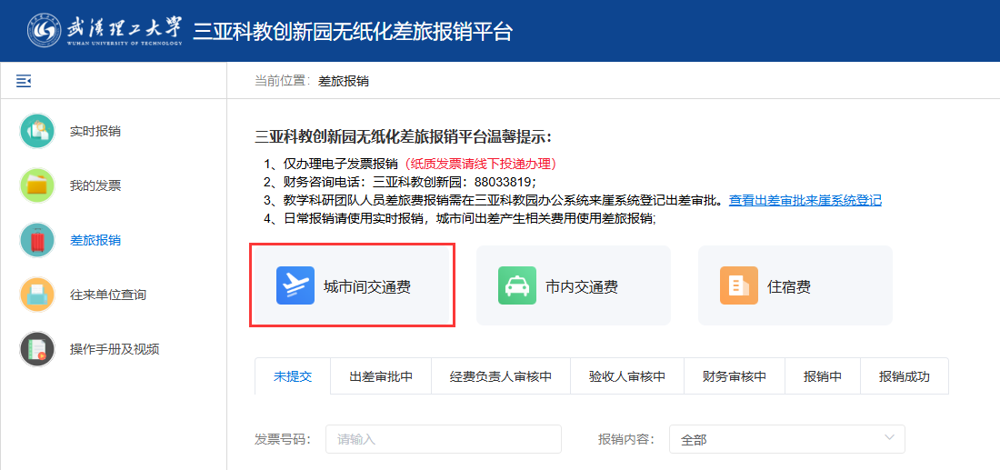 武汉理工大学 三亚科教创新园无纸化差旅报销平台
WUHAN UNIVERSITY OF TECHNOLOGY
当前位置： 差旅报销
实时报销
我的发票
差旅报销
往来单位查询
操作手册及视频
三亚科教创新园无纸化差旅报销平台温馨提示：
1、仅办理电子发票报销（纸质发票请线下投递办理）
2、财务咨询电话：三亚科教创新园：88033819；
3、教学科研团队人员差旅费报销需在三亚科教园办公系统来崖系统登记出差审批。查看出差审批来崖系统登记
4、日常报销请使用实时报销，城市间出差产生相关费用使用差旅报销;
城市间交通费 市内交通费 住宿费
未提交 出差审批中 经费负责人审核中 验收人审核中 财务审核中 报销中 报销成功
发票号码： 请输入 报销内容： 全部